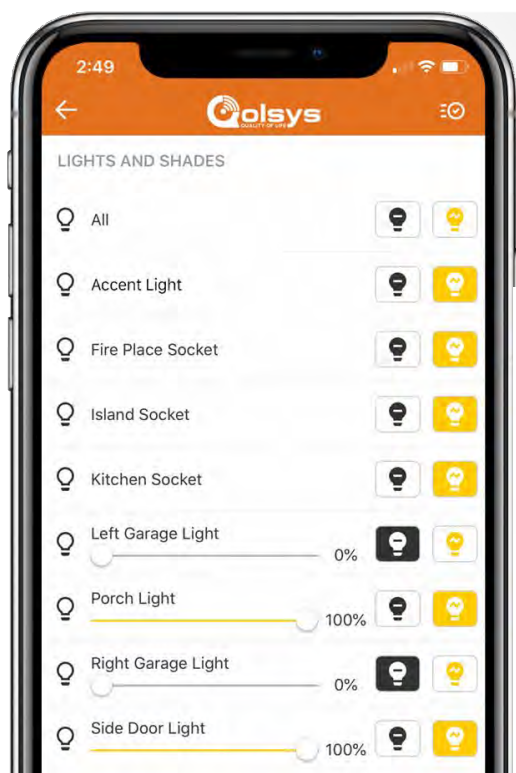 2:49
Qolsys
QUALITY OF LIFE
LIGHTS AND SHADES
All
Accent Light
Fire Place Socket
Island Socket
Kitchen Socket
Left Garage Light
0%
Porch Light
100%
Right Garage Light
0%
Side Door Light
100%